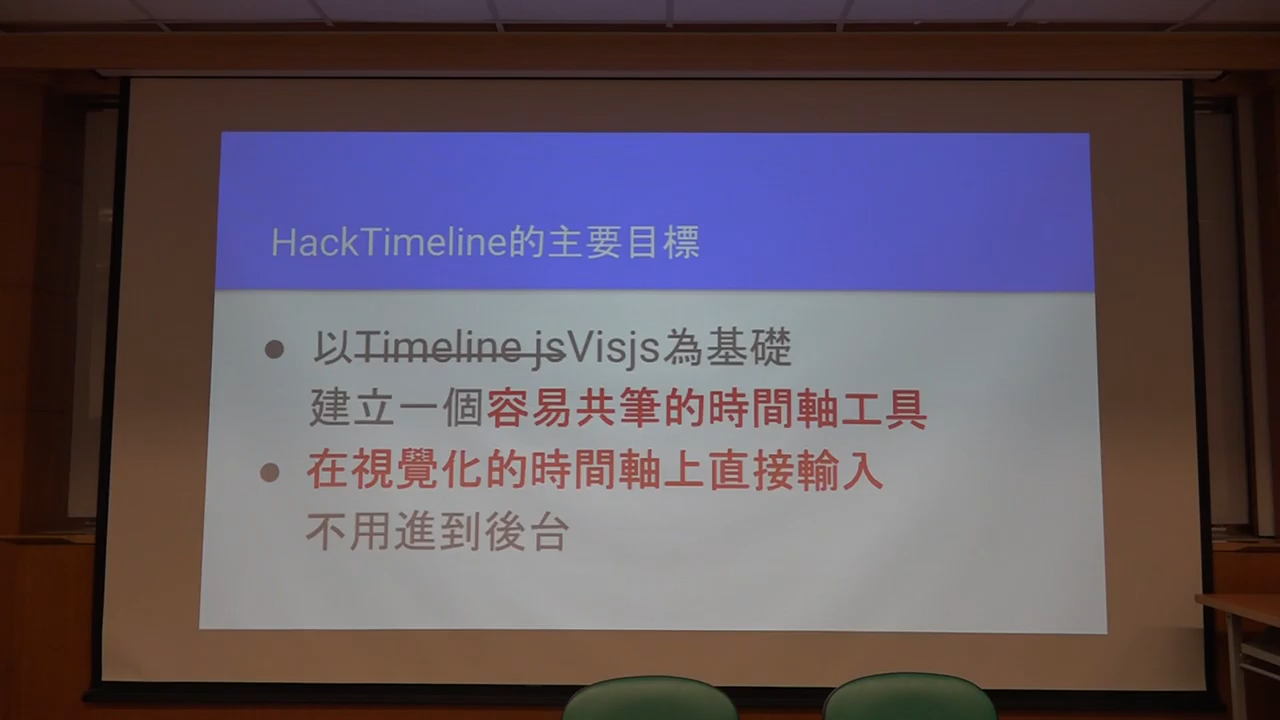 HackTimeline的主要目標
以Timeline jsVisjs為基礎
建立一個容易共筆的時間軸工具
在視覺化的時間軸上直接輸入
不用進到後台